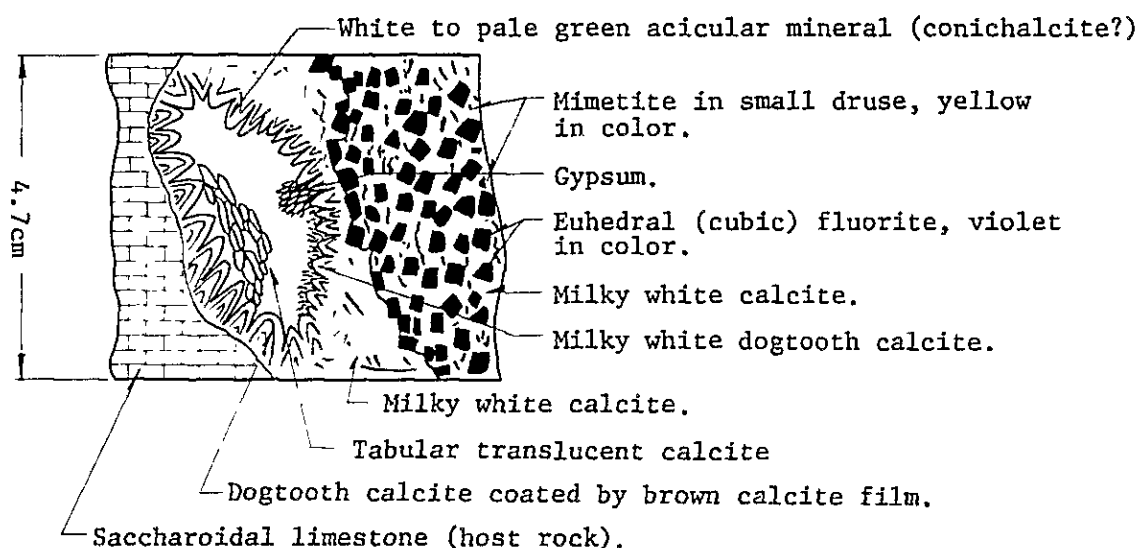 White to pale green acicular mineral (conichalcite?)
Mimetite in small druse, yellow
in color.
Gypsum.
4.7cm
Euhedral (cubic) fluorite, violet
in color.
Milky white calcite.
Milky white dogtooth calcite.
Milky white calcite.
Tabular translucent calcite
Dogtooth calcite coated by brown calcite film.
Saccharoidal limestone (host rock).